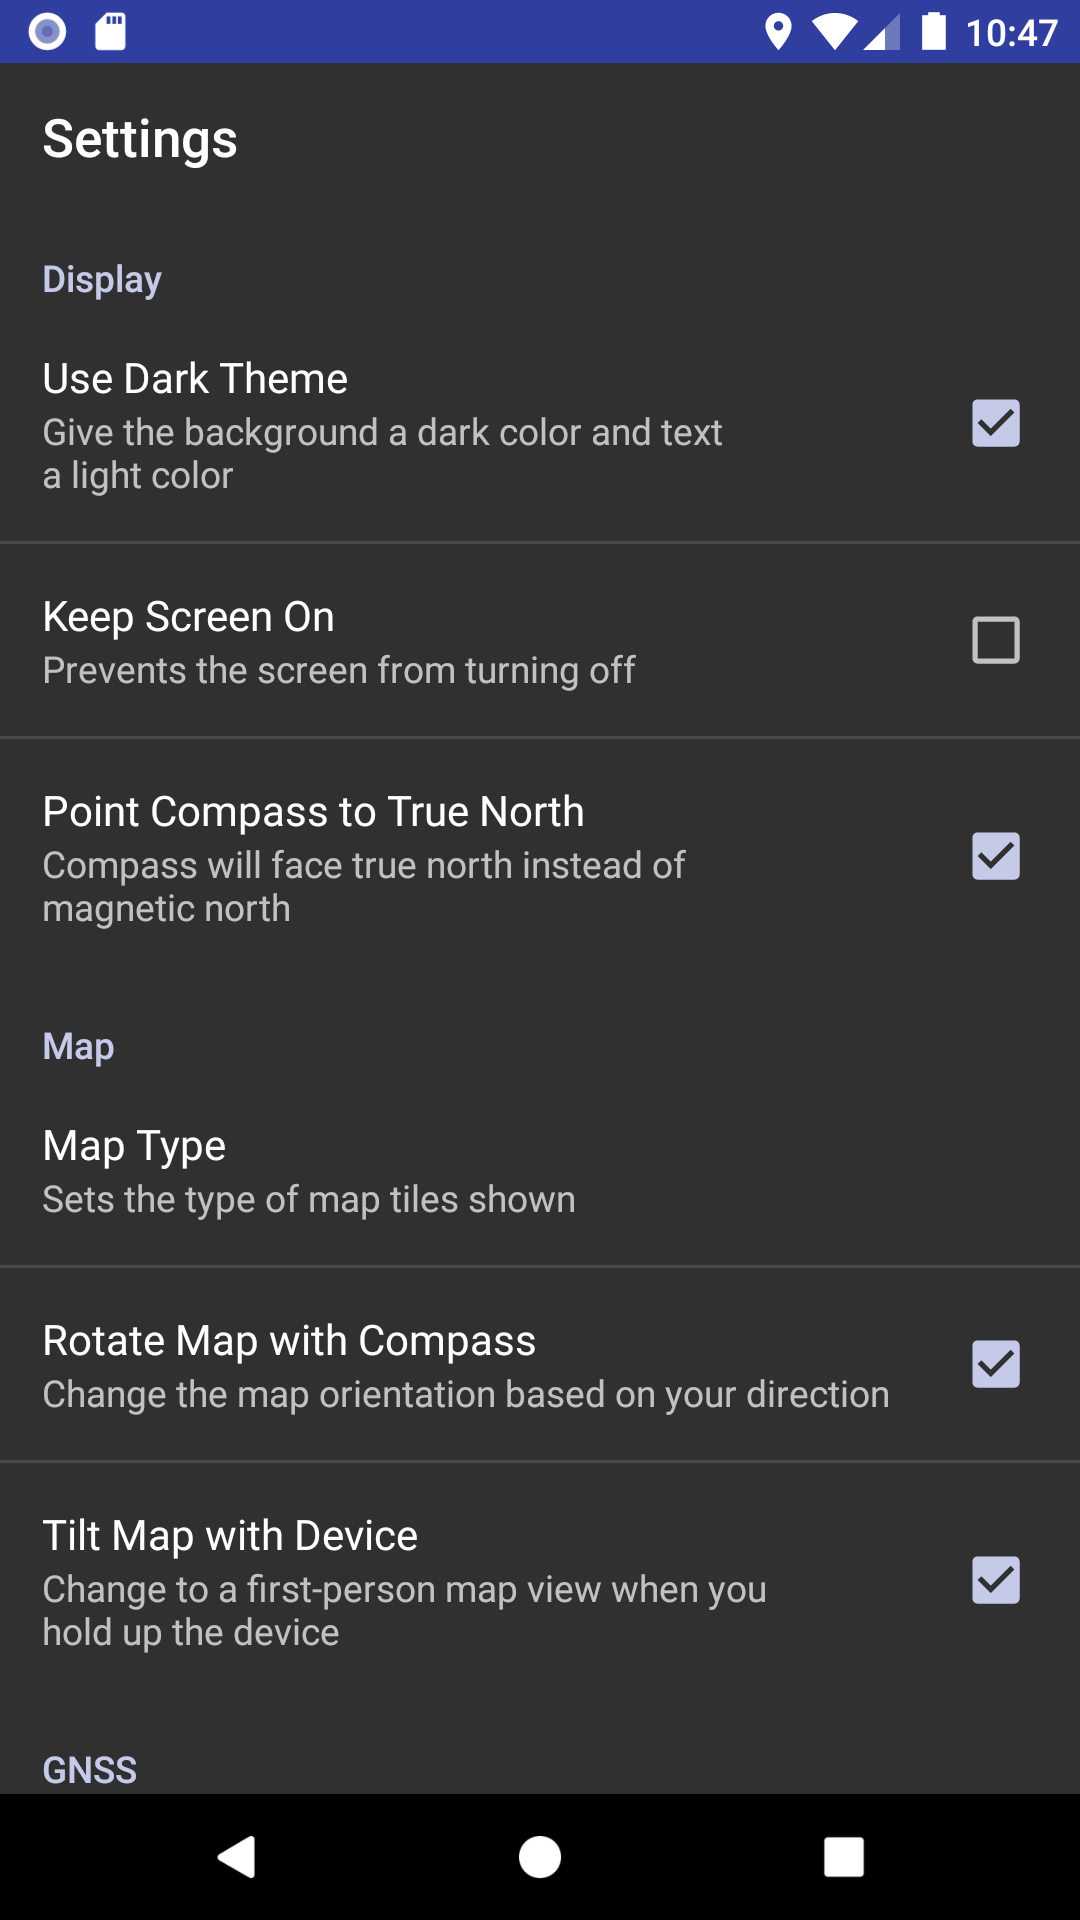 10:47
Settings
Display
Use Dark Theme
Give the background a dark color and text
a light color
Keep Screen On
Prevents the screen from turning off
Point Compass to True North
Compass will face true north instead of
magnetic north
Map
Map Type
Sets the type of map tiles shown
Rotate Map with Compass
Change the map orientation based on your direction
Tilt Map with Device
Change to a first-person map view when you
hold up the device
GNSS